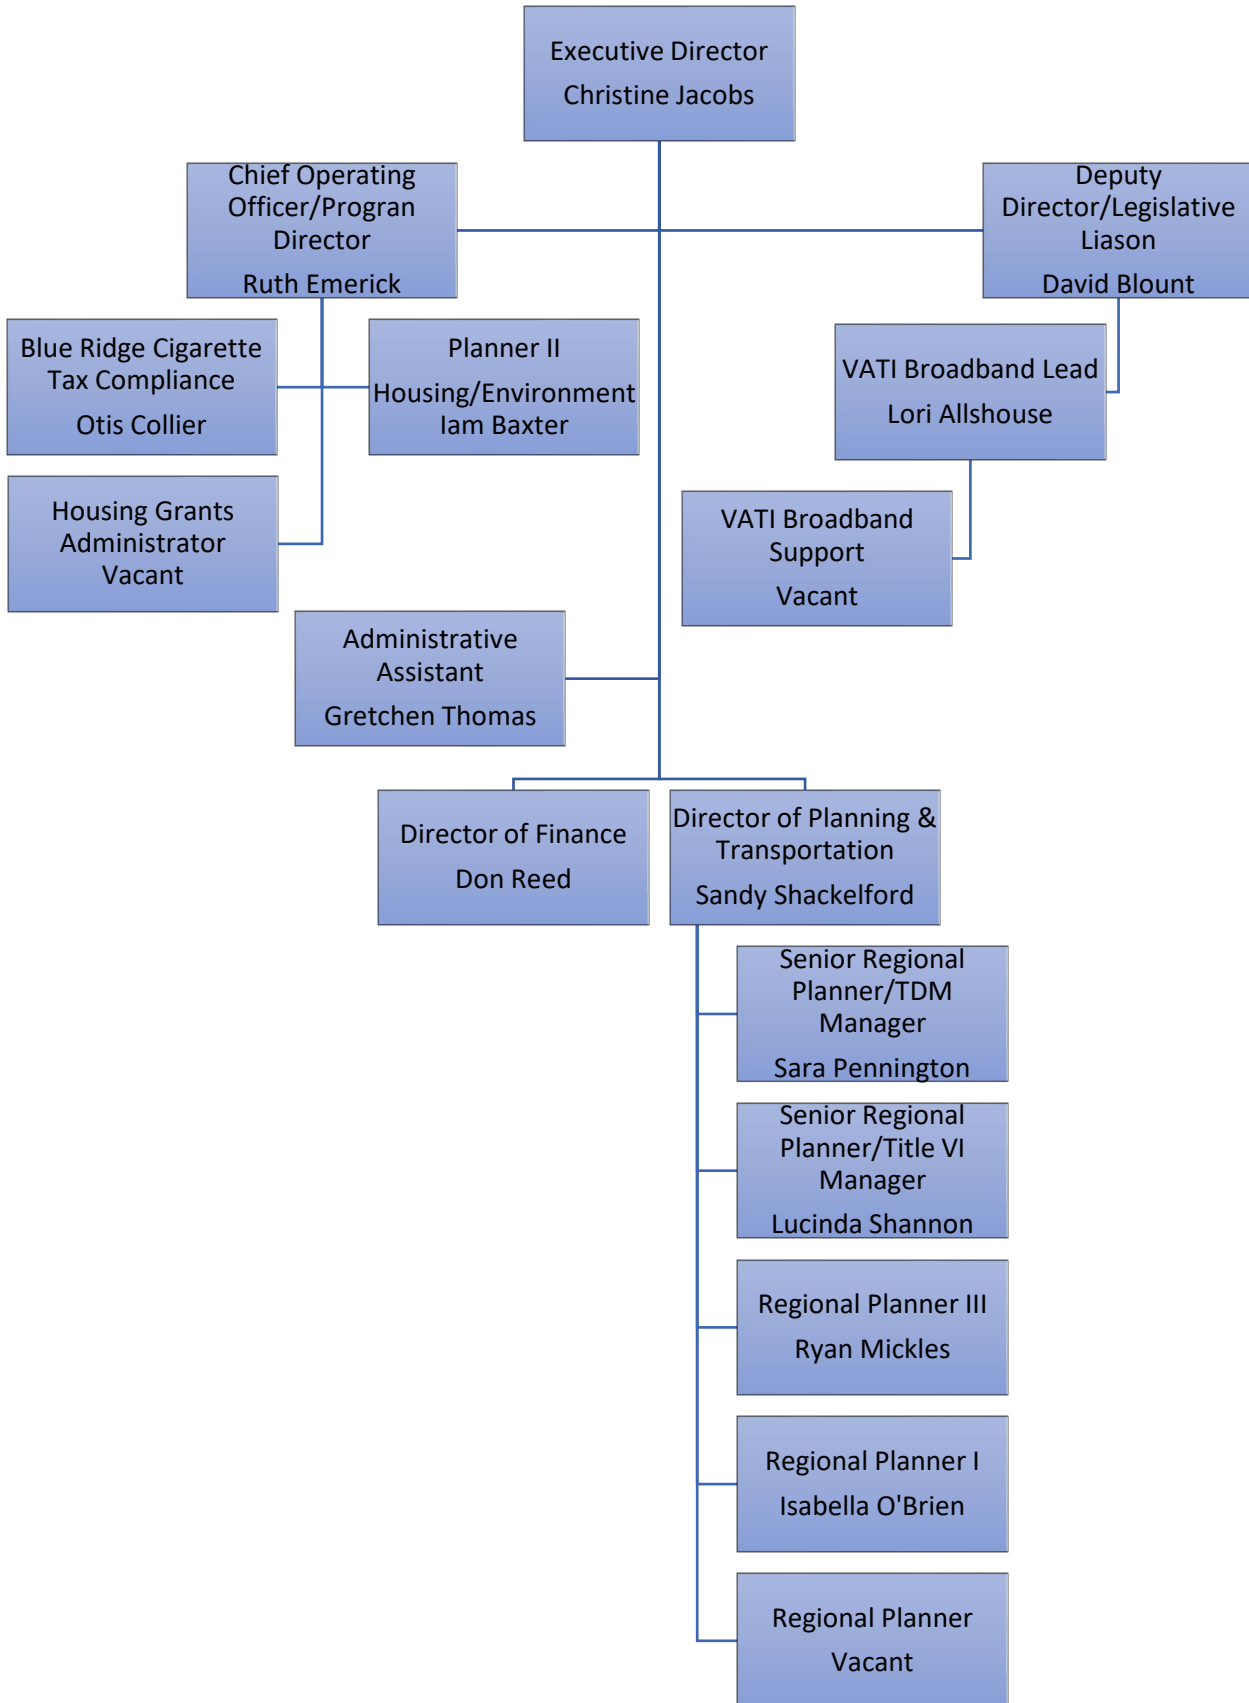 Executive Director
Christine Jacobs
Chief Operating
Officer/Progran
Director
Ruth Emerick
Deputy
Director/Legislative
Liason
David Blount
Blue Ridge Cigarette
Tax Compliance
Otis Collier
Planner II
Housing/Environment
Iam Baxter
VATI Broadband Lead
Lori Allshouse
Housing Grants
Administrator
Vacant
VATI Broadband
Support
Vacant
Administrative
Assistant
Gretchen Thomas
Director of Finance
Don Reed
Director of Planning &
Transportation
Sandy Shackelford
Senior Regional
Planner/TDM
Manager
Sara Pennington
Senior Regional
Planner/Title VI
Manager
Lucinda Shannon
Regional Planner III
Ryan Mickles
Regional Planner I
Isabella O'Brien
Regional Planner
Vacant